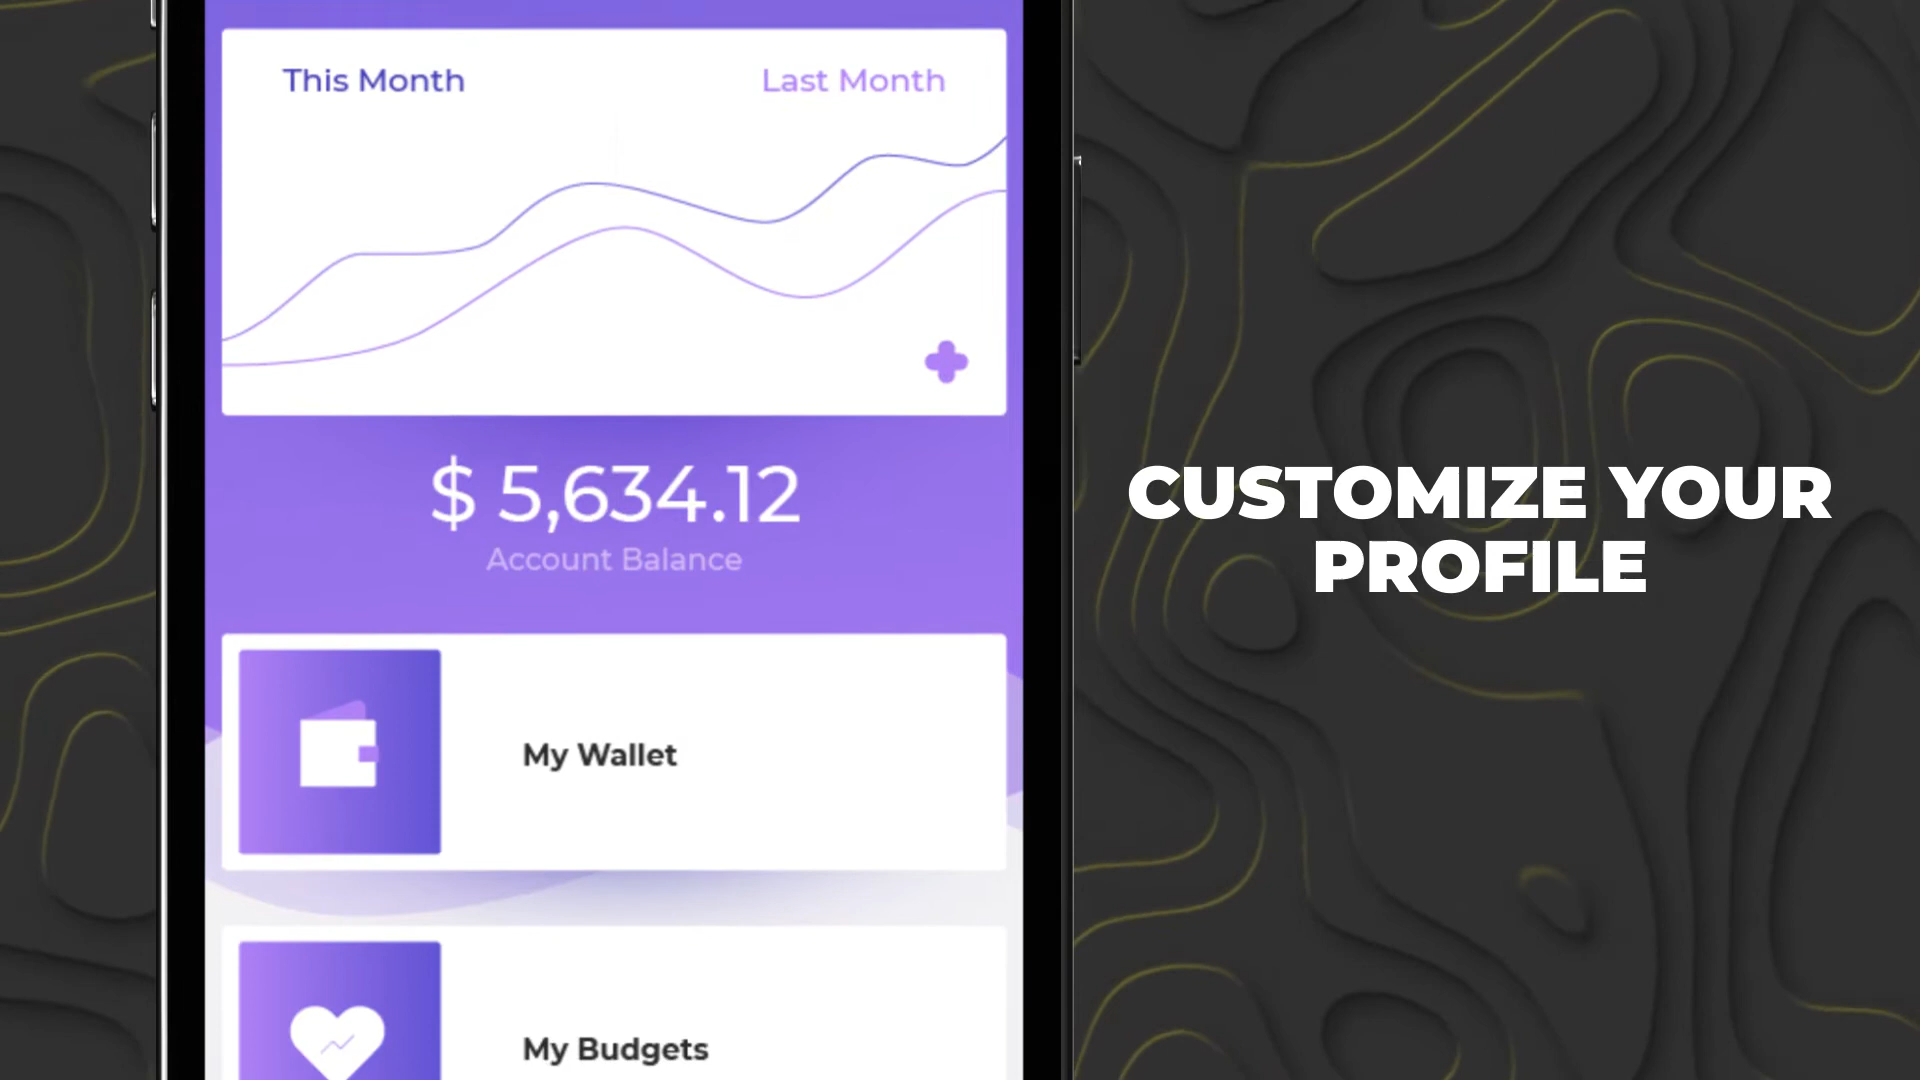 This Month
Last Month
$ 5,634.12
Account Balance
My Wallet
My Budgets
CUSTOMIZE YOUR
PROFILE